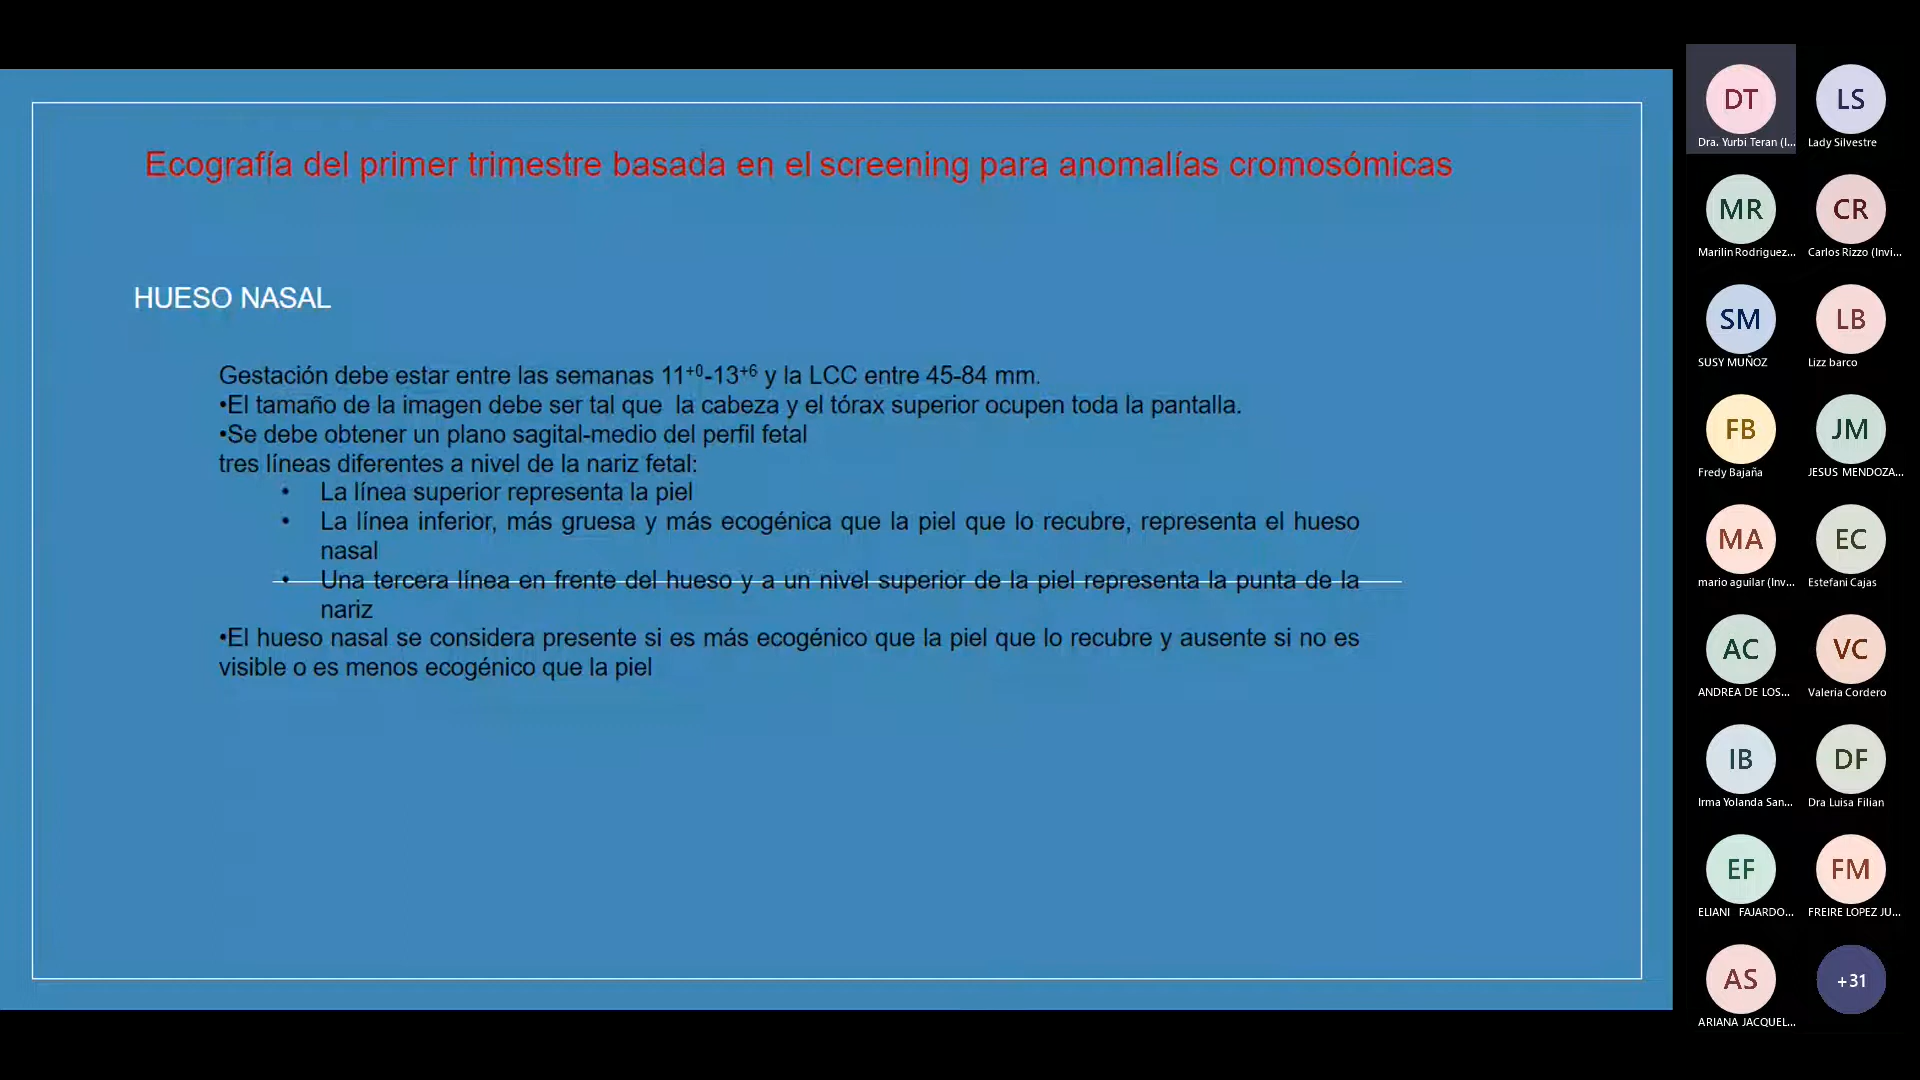 Ecografía del primer trimestre basada en el screening para anomalías cromosómicas
HUESO NASAL
Gestación debe estar entre las semanas 11⁺⁰-13⁺⁶ y la LCC entre 45-84 mm.
•El tamaño de la imagen debe ser tal que la cabeza y el tórax superior ocupen toda la pantalla.
•Se debe obtener un plano sagital-medio del perfil fetal
tres líneas diferentes a nivel de la nariz fetal:
• La línea superior representa la piel
• La línea inferior, más gruesa y más ecogénica que la piel que lo recubre, representa el hueso
nasal
• Una tercera línea en frente del hueso y a un nivel superior de la piel representa la punta de la
nariz
•El hueso nasal se considera presente si es más ecogénico que la piel que lo recubre y ausente si no es
visible o es menos ecogénico que la piel
DT
Dra. Yurbi Teran (I...
LS
Lady Silvestre
MR
Marilin Rodriguez...
CR
Carlos Rizzo (Invi...
SM
SUSY MUÑOZ
LB
Lizz barco
FB
Fredy Bajaña
JM
JESUS MENDOZA...
MA
mario aguilar (Inv...
EC
Estefani Cajas
AC
ANDREA DE LOS...
VC
Valeria Cordero
IB
Irma Yolanda San...
DF
Dra Luisa Filian
EF
ELIANI FAJARDO...
FM
FREIRE LOPEZ JU...
AS
ARIANA JACQUEL...
+31